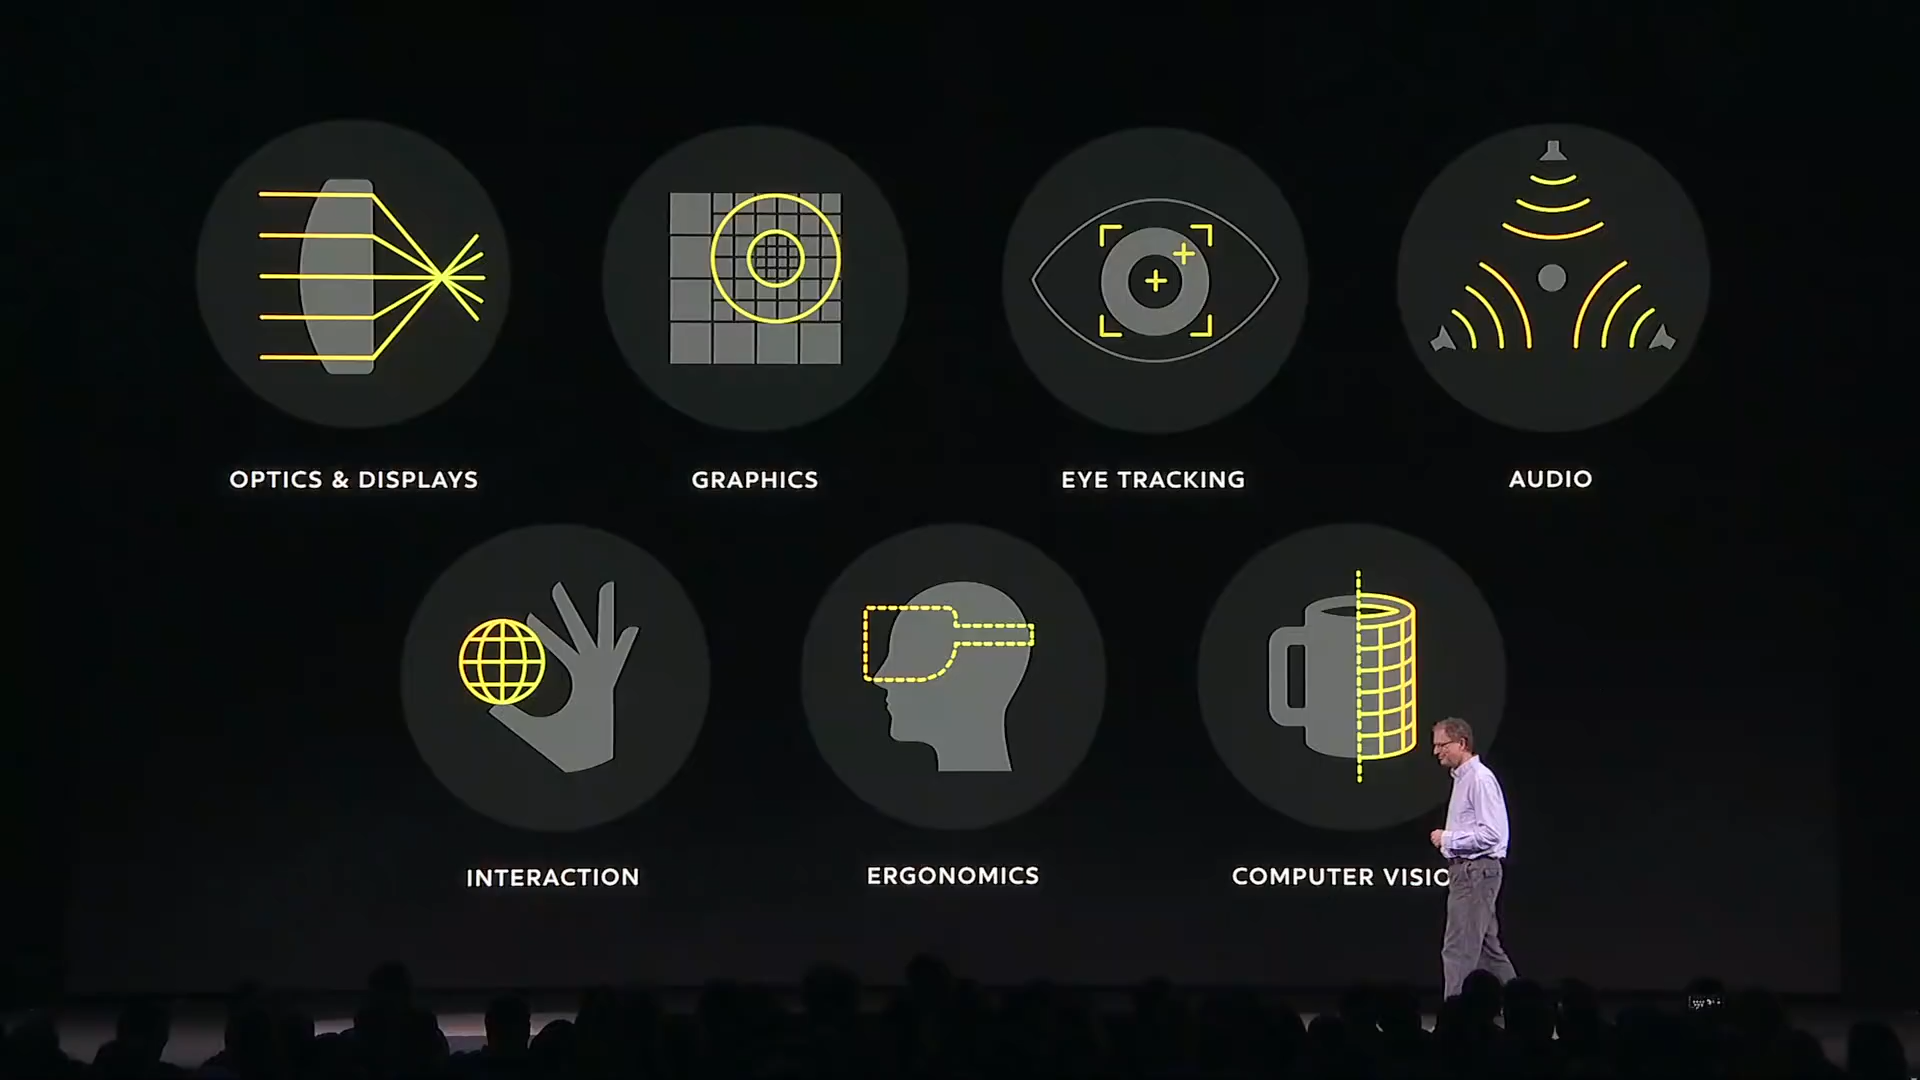 OPTICS & DISPLAYS
GRAPHICS
EYE TRACKING
AUDIO
INTERACTION
ERGONOMICS
COMPUTER VISIO